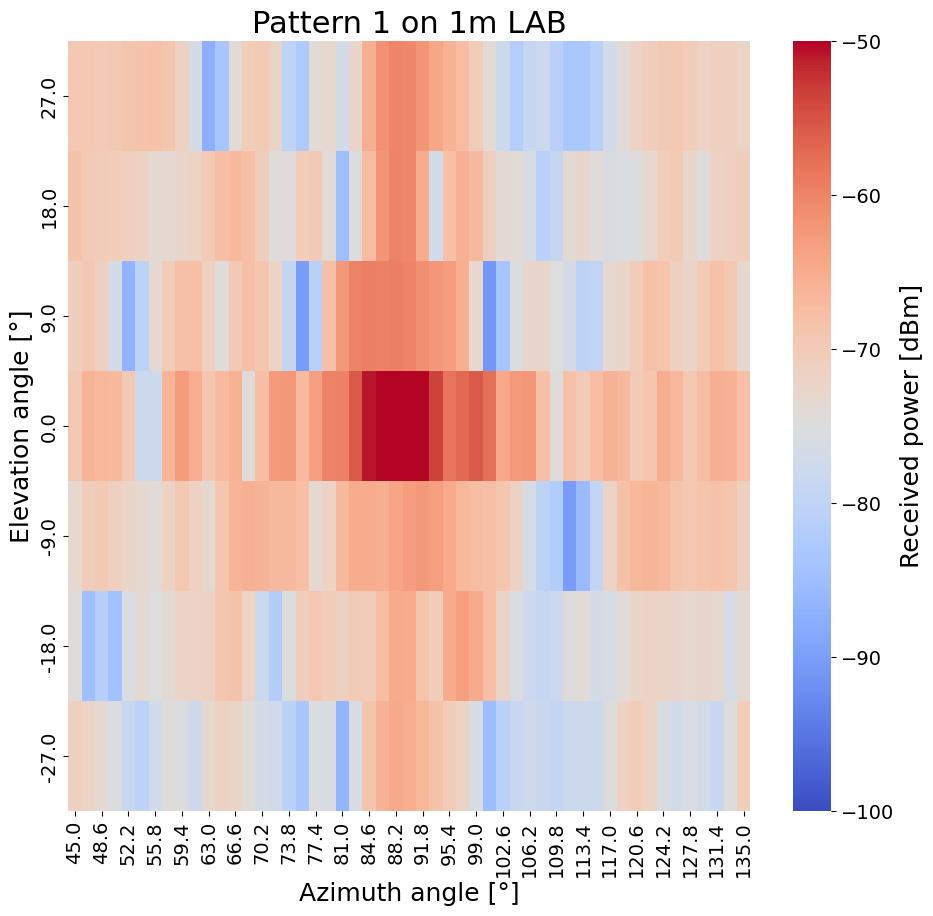 Pattern 1 on 1m LAB
Elevation angle [°]
27.0
18.0
9.0
0.0
-9.0
-18.0
-27.0
45.0 48.6 52.2 55.8 59.4 63.0 66.6 70.2 73.8 77.4 81.0 84.6 88.2 91.8 95.4 99.0 102.6 106.2 109.8 113.4 117.0 120.6 124.2 127.8 131.4 135.0
Azimuth angle [°]
−50
−60
−70
−80
−90
−100
Received power [dBm]